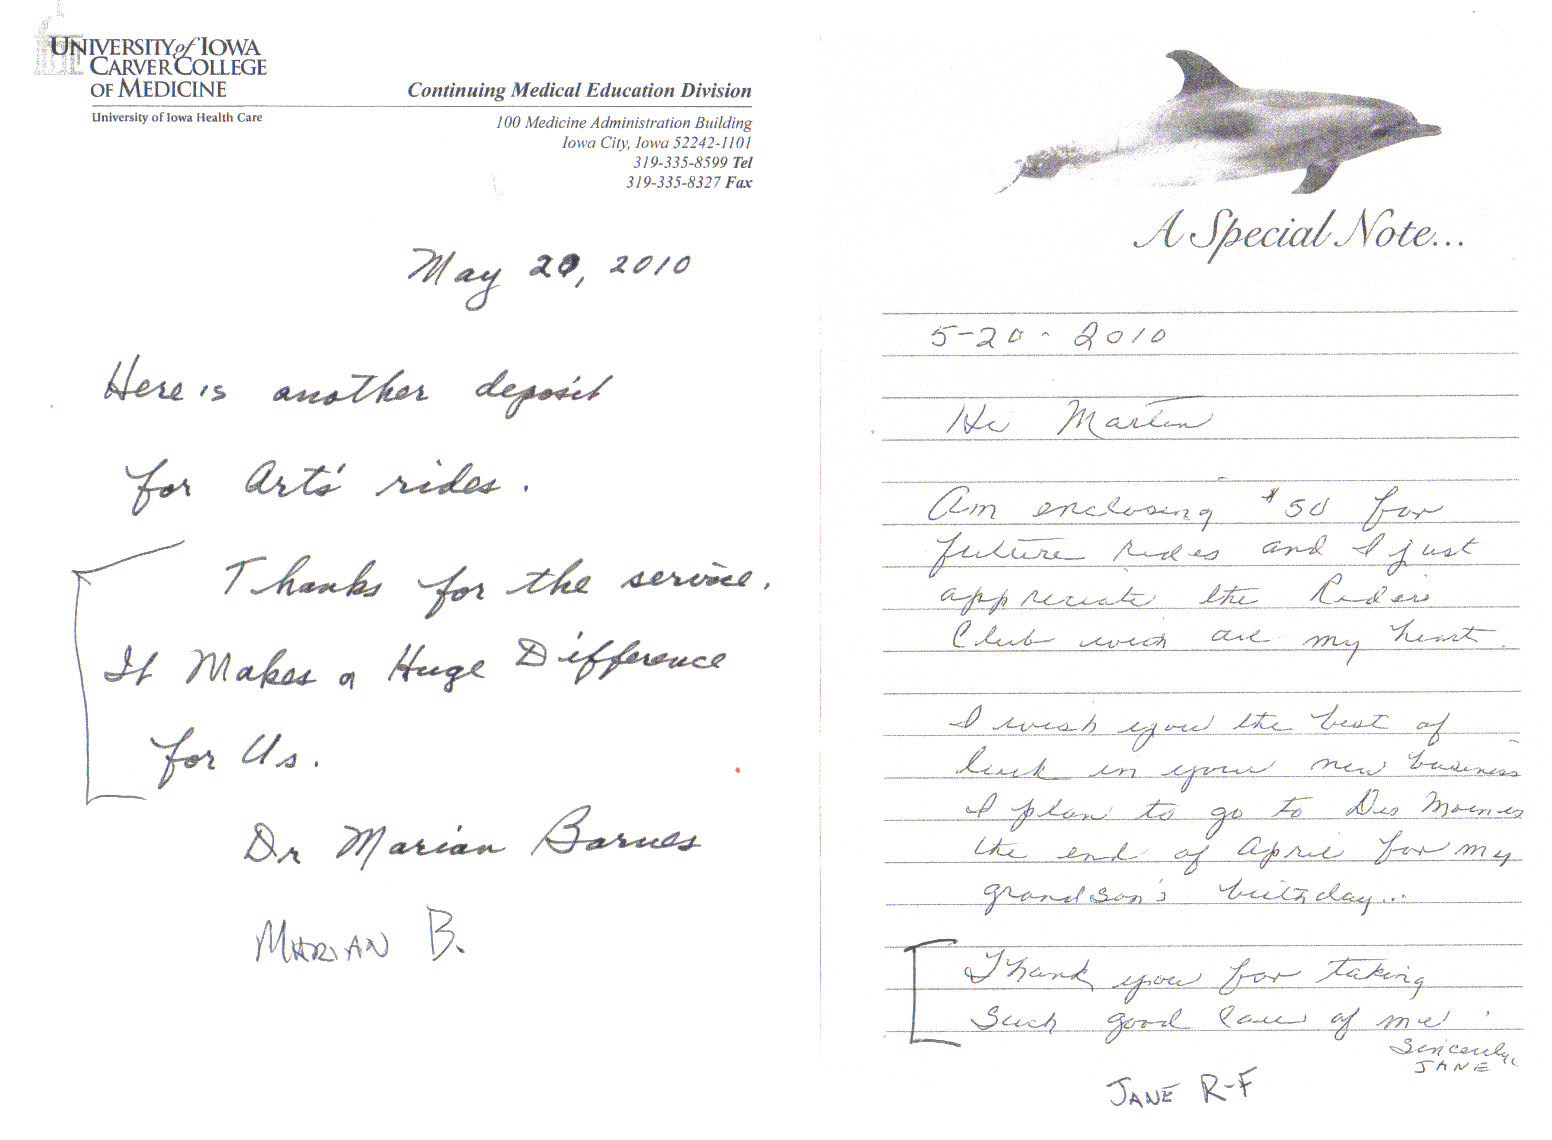 UNIVERSITY of IOWA
CARVER COLLEGE
OF MEDICINE
University of Iowa Health Care
Continuing Medical Education Division
100 Medicine Administration Building
Iowa City, Iowa 52242-1101
319-335-8599 Tel
319-335-8327 Fax
May 20, 2010
Here is another deposit
for Art's rides.
Thanks for the service.
It Makes a Huge Difference
for Us.
Dr Marian Barnes
MARIAN B.
A Special Note...
5-20-2010
Hi Martin
Am enclosing $50 for
future rides and I just
appreciate the Riders
Club with all my heart.
I wish you the best of
luck in your new business
I plan to go to Des Moines
the end of April for my
grandson's birthday...
Thank you for taking
Such good Care of me.
Sincerely,
JANE
JANE R-F